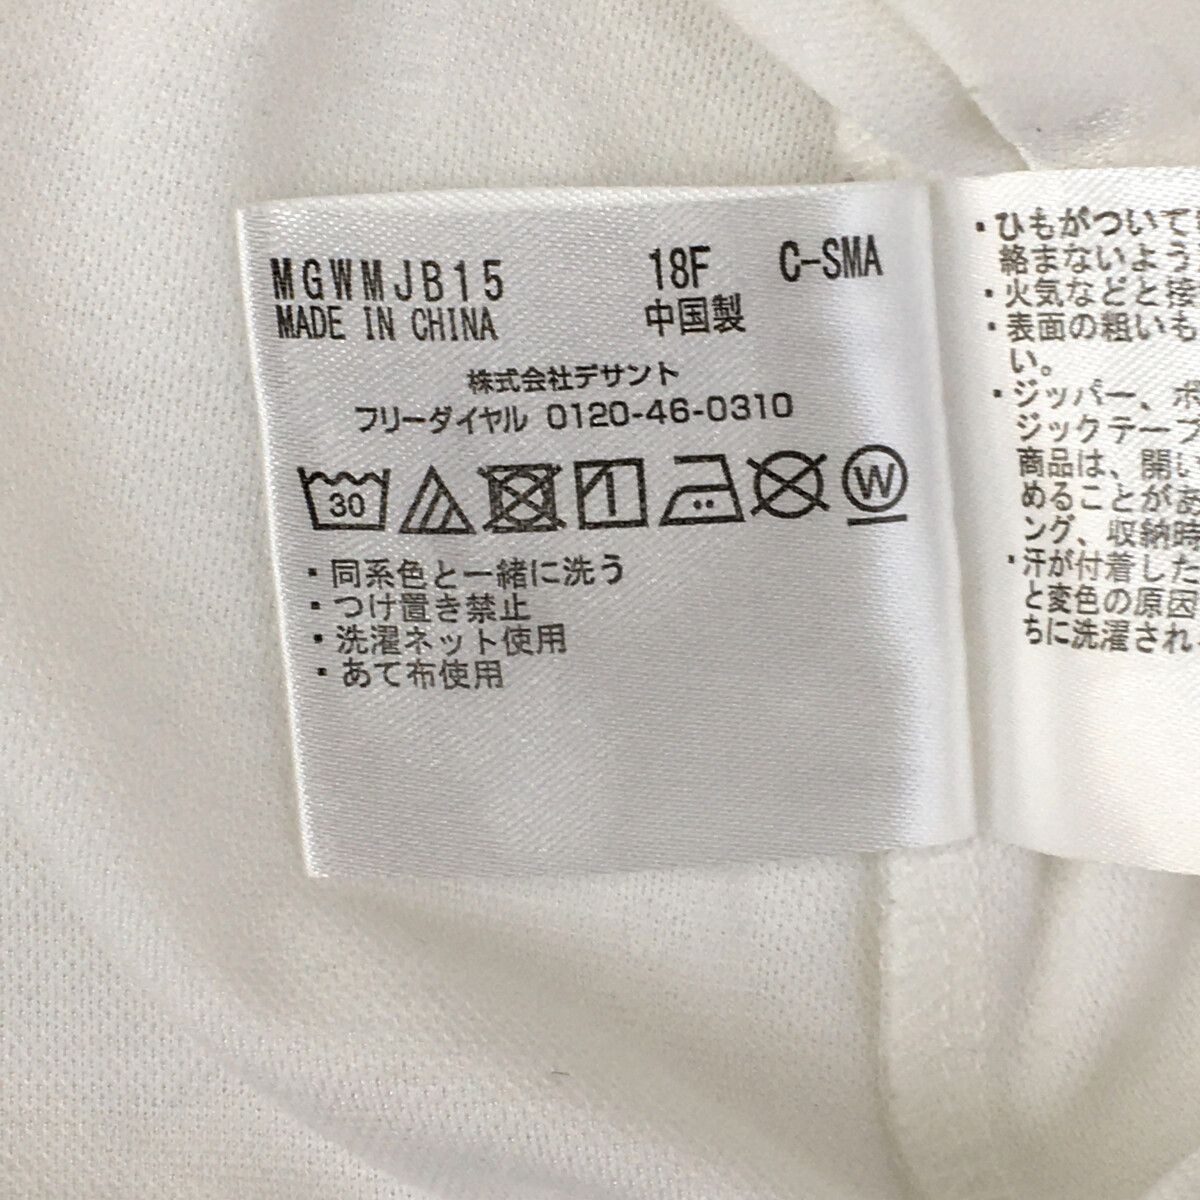 MGWMJB15 18F C-SMA
MADE IN CHINA 中国製
株式会社デサント
フリーダイヤル 0120-46-0310
30 W
・同系色と一緒に洗う
・つけ置き禁止
・洗濯ネット使用
・あて布使用
・ひもがついて
絡まないよう
・火気などと接
・表面の粗いも
い。
・ジッパー、ボ
ジックテープ
商品は、開い
めることが
ング、収納時
・汗が付着した
と変色の原因
ちに洗濯され